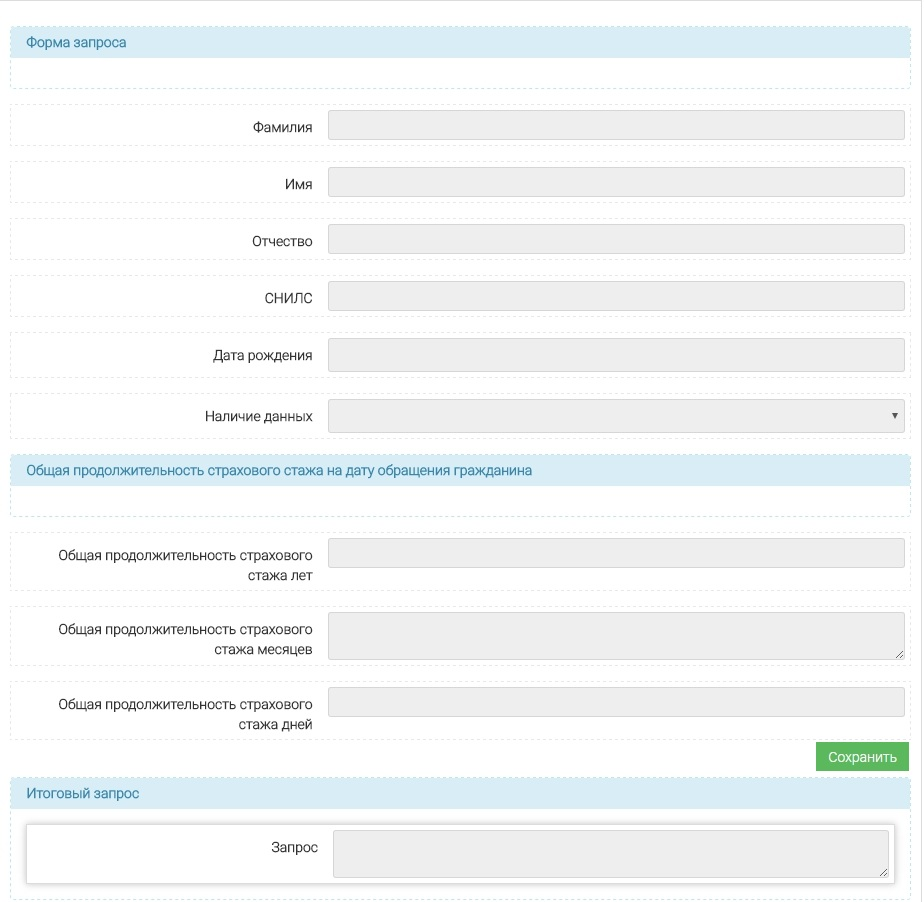 Форма запроса
Фамилия
Имя
Отчество
СНИЛС
Дата рождения
Наличие данных
Общая продолжительность страхового стажа на дату обращения гражданина
Общая продолжительность страхового
стажа лет
Общая продолжительность страхового
стажа месяцев
Общая продолжительность страхового
стажа дней
Сохранить
Итоговый запрос
Запрос